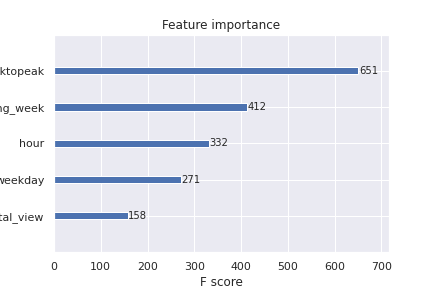 Feature importance
ktopeak
651
ng_week
412
hour
332
weekday
271
tal_view
158
0 100 200 300 400 500 600 700
F score